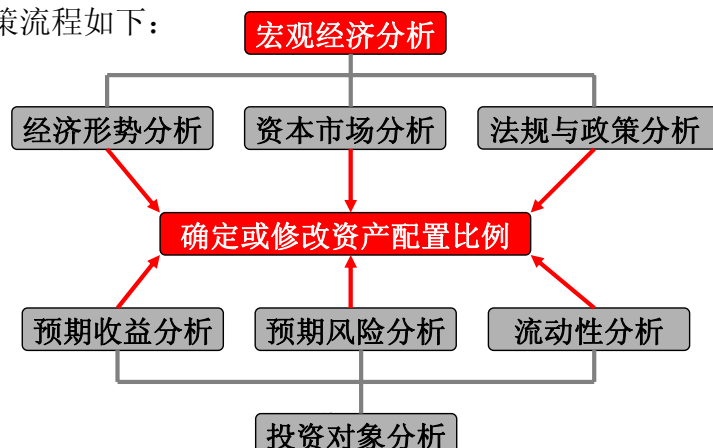 策流程如下：
宏观经济分析
经济形势分析 资本市场分析 法规与政策分析
确定或修改资产配置比例
预期收益分析 预期风险分析 流动性分析
投资对象分析